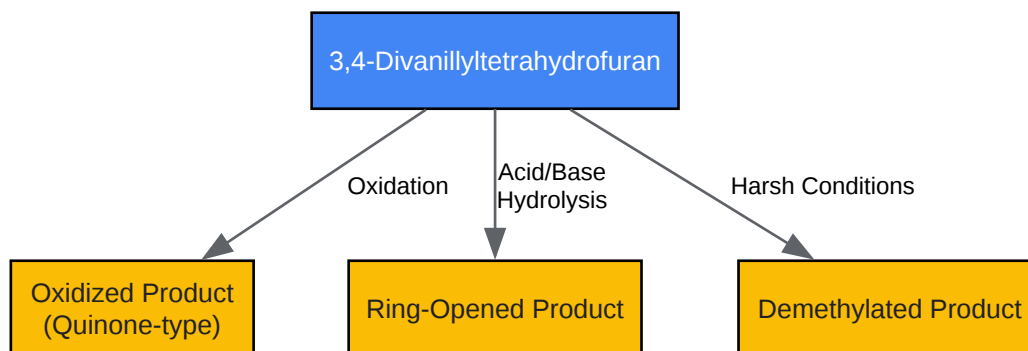 3,4-Divanillyltetrahydrofuran
Oxidation
Acid/Base
Hydrolysis
Harsh Conditions
Oxidized Product
(Quinone-type)
Ring-Opened Product
Demethylated Product